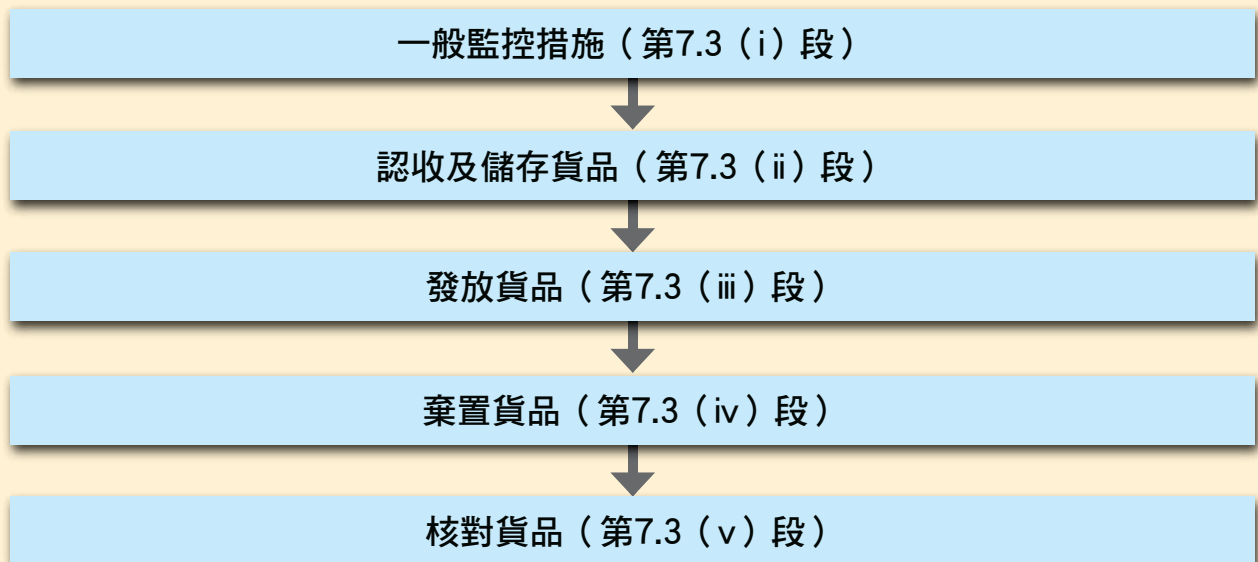 一般監控措施（第7.3（i）段）
認收及儲存貨品（第7.3（ii）段）
發放貨品（第7.3（iii）段）
棄置貨品（第7.3（iv）段）
核對貨品（第7.3（v）段）